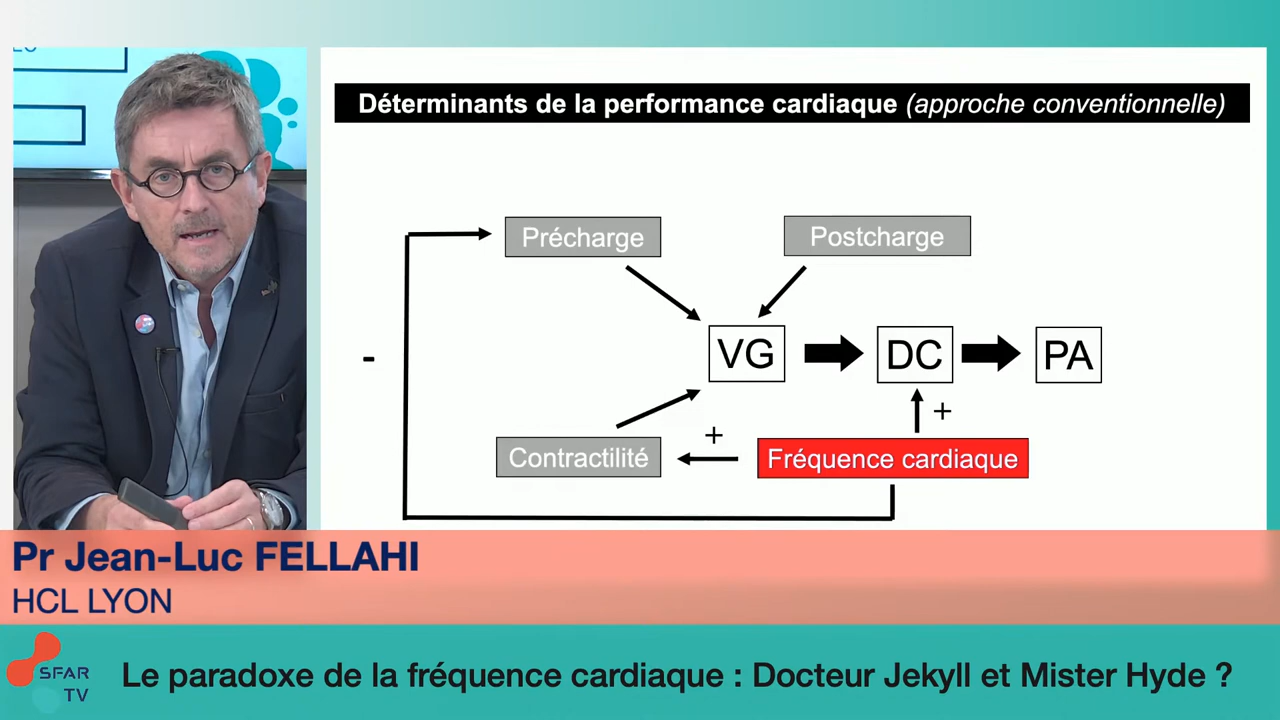 Déterminants de la performance cardiaque (approche conventionnelle)
Précharge
Postcharge
-
VG
DC
PA
+
+
Contractilité
Fréquence cardiaque
Pr Jean-Luc FELLAHI
HCL LYON
SFAR
TV
Le paradoxe de la fréquence cardiaque : Docteur Jekyll et Mister Hyde ?